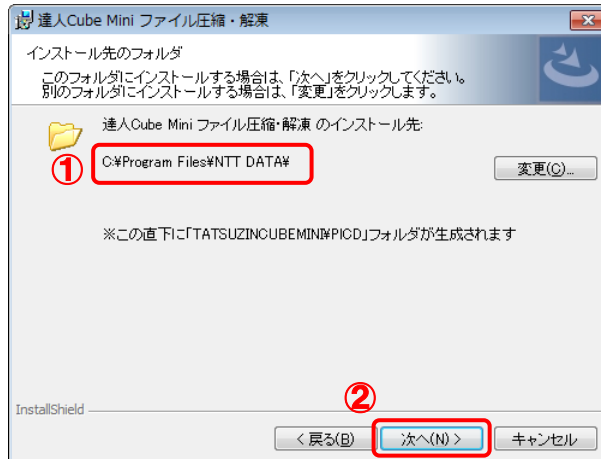 達人Cube Mini ファイル圧縮・解凍
インストール先のフォルダ
このフォルダにインストールする場合は、「次へ」をクリックしてください。
別のフォルダにインストールする場合は、「変更」をクリックします。
達人Cube Mini ファイル圧縮・解凍 のインストール先:
①
C:¥Program Files¥NTT DATA¥
変更(C)...
※この直下に「TATSUZINCUBEMINI¥PICD」フォルダが生成されます
②
InstallShield
< 戻る(B)
次へ(N) >
キャンセル